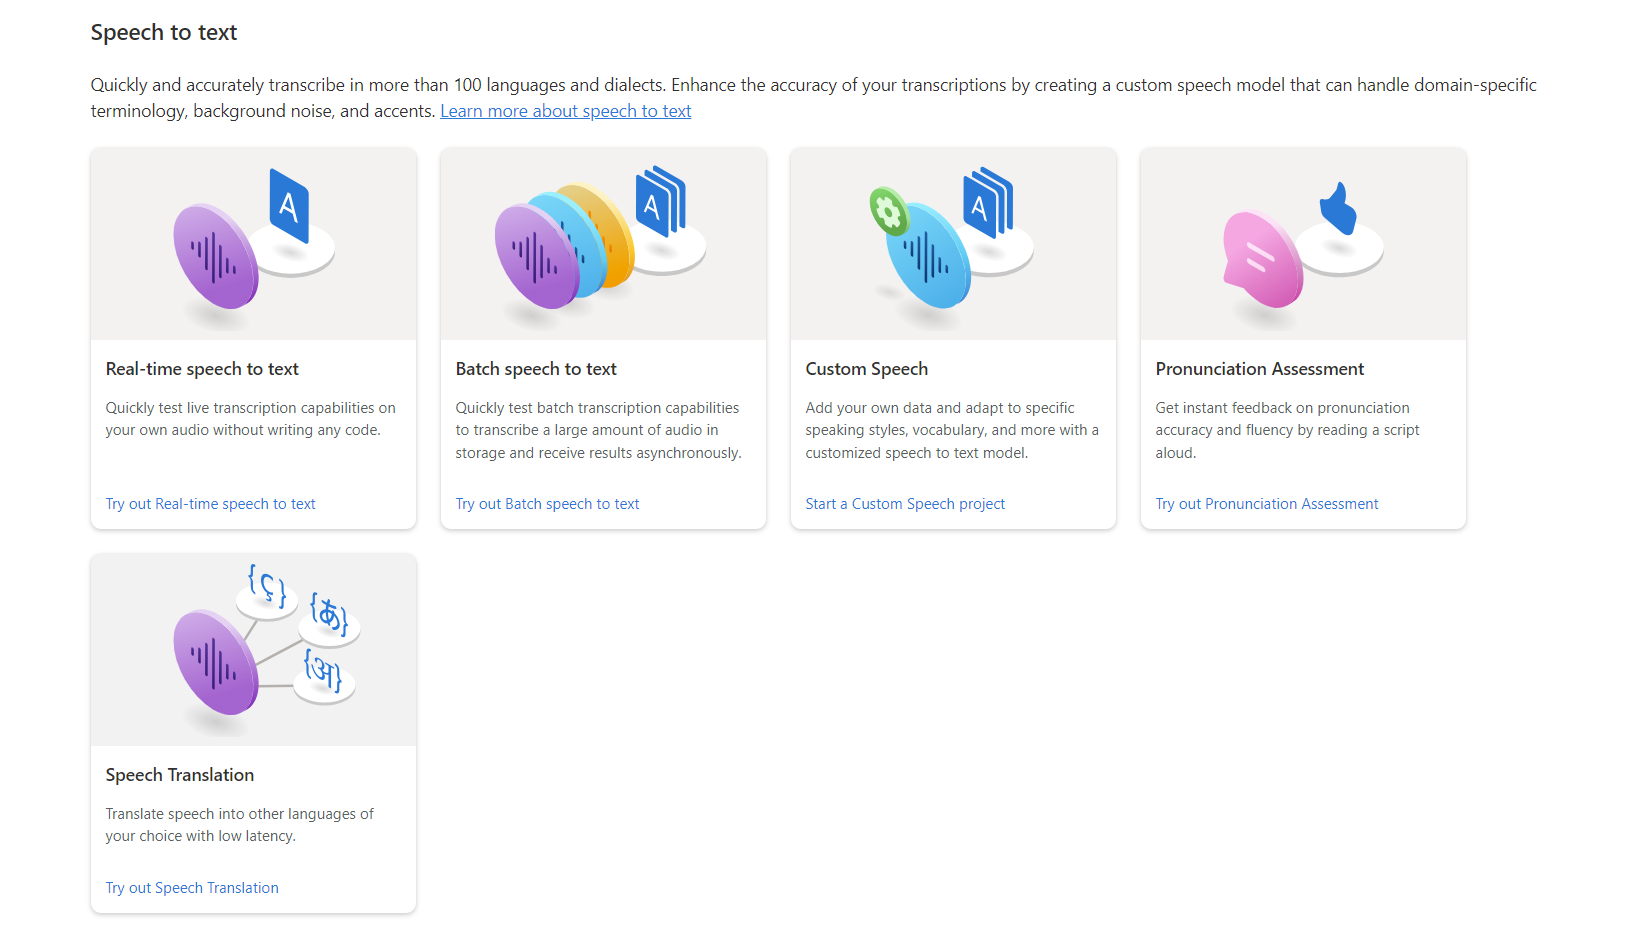 Speech to text
Quickly and accurately transcribe in more than 100 languages and dialects. Enhance the accuracy of your transcriptions by creating a custom speech model that can handle domain-specific
terminology, background noise, and accents. Learn more about speech to text
A
A
A
Real-time speech to text
Quickly test live transcription capabilities on
your own audio without writing any code.
Try out Real-time speech to text
Batch speech to text
Quickly test batch transcription capabilities
to transcribe a large amount of audio in
storage and receive results asynchronously.
Try out Batch speech to text
Custom Speech
Add your own data and adapt to specific
speaking styles, vocabulary, and more with a
customized speech to text model.
Start a Custom Speech project
Pronunciation Assessment
Get instant feedback on pronunciation
accuracy and fluency by reading a script
aloud.
Try out Pronunciation Assessment
{ç}
{あ}
{अ}
Speech Translation
Translate speech into other languages of
your choice with low latency.
Try out Speech Translation